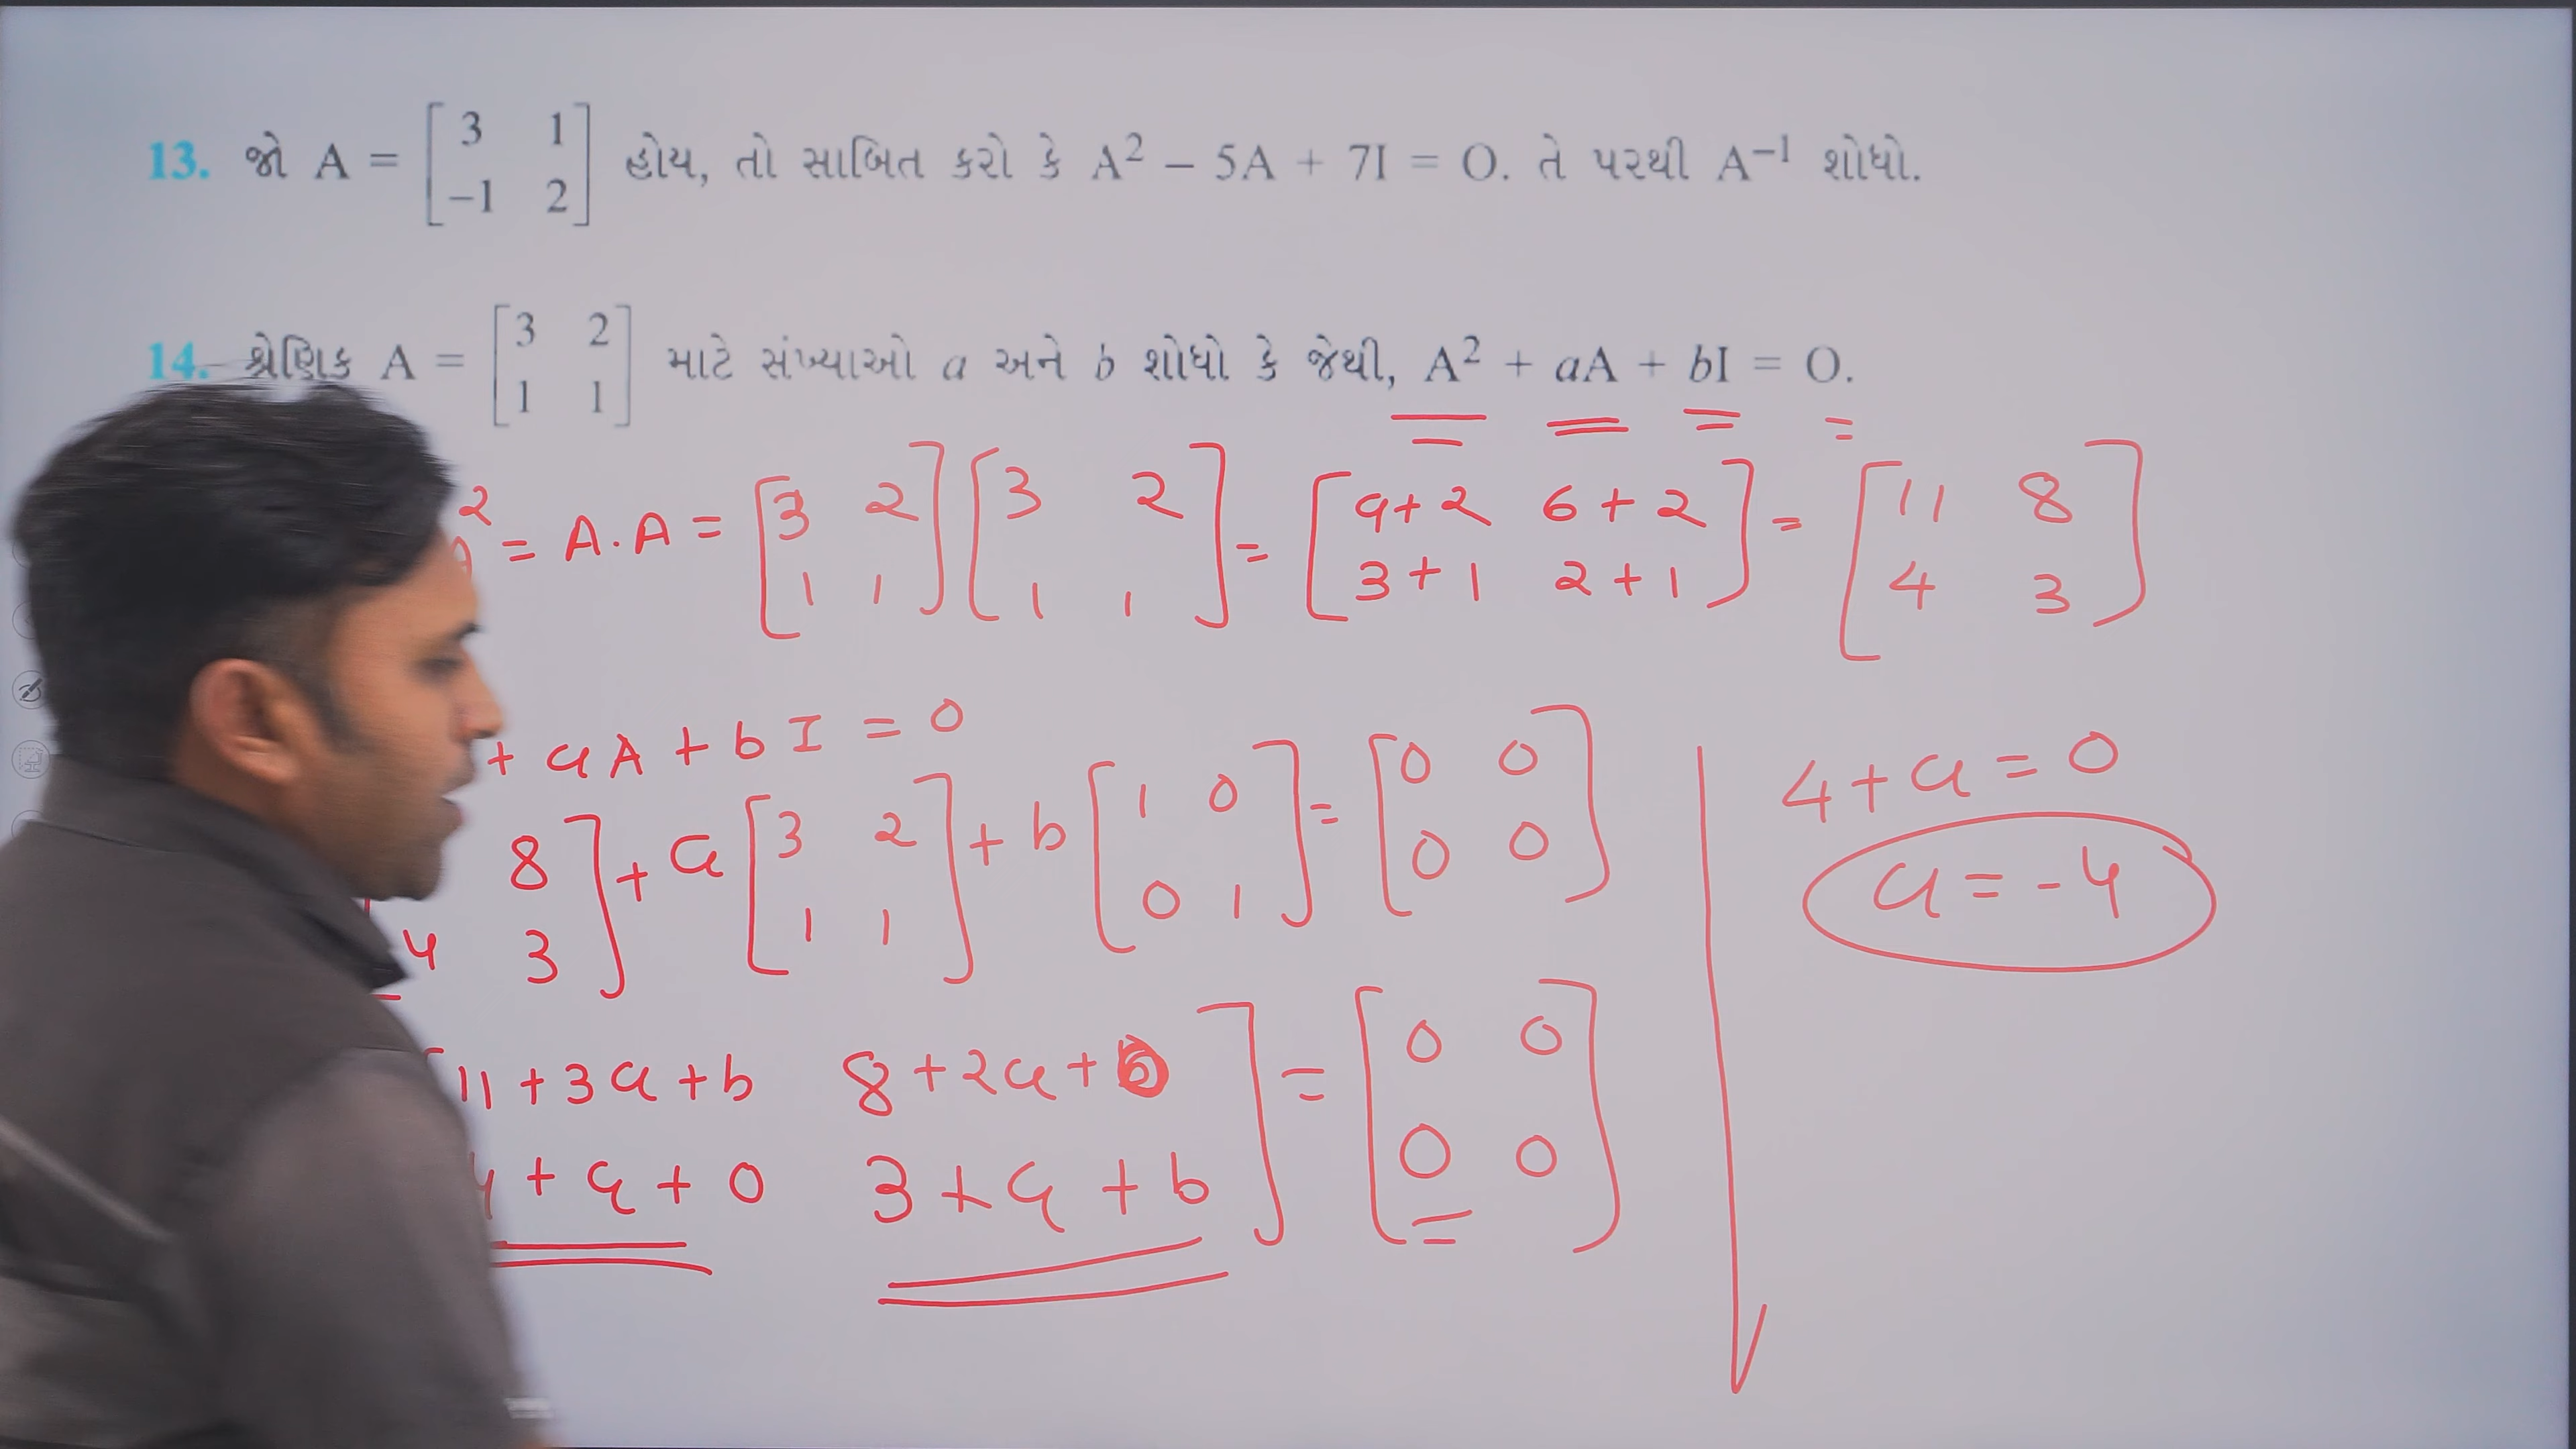 13. જો A = [3 1 -1 2] હોય, તો સાબિત કરો કે A² – 5A + 7I = O. તે પરથી A⁻¹ શોધો.
14. શ્રેણિક A = [3 2 1 1] માટે સંખ્યાઓ a અને b શોધો કે જેથી, A² + aA + bI = O.
² = A.A = [3 2 1 1] [3 2 1 1] = [9+2 6+2 3+1 2+1] = [11 8 4 3]
+ aA + bI = 0
8 4 3] + a [3 2 1 1] + b [1 0 0 1] = [0 0 0 0]
[11+3a+b 8+2a+0 4+a+0 3+a+b] = [0 0 0 0]
4+a=0
a=-4